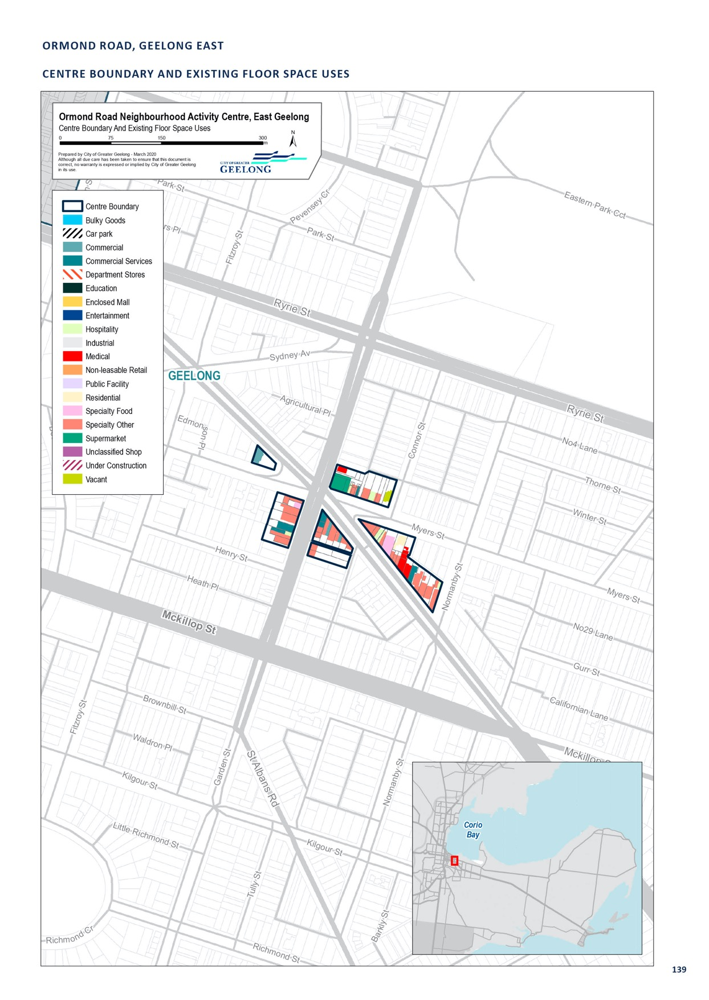 ORMOND ROAD, GEELONG EAST
CENTRE BOUNDARY AND EXISTING FLOOR SPACE USES
Ormond Road Neighbourhood Activity Centre, East Geelong
Centre Boundary And Existing Floor Space Uses
0 75 150 300
m
N
Prepared by City of Greater Geelong - March 2020
Although all due care has been taken to ensure that this document is
correct, no warranty is expressed or implied by City of Greater Geelong
in its use.
CITY OF GREATER
GEELONG
Centre Boundary
Bulky Goods
Car park
Commercial
Commercial Services
Department Stores
Education
Enclosed Mall
Entertainment
Hospitality
Industrial
Medical
Non-leasable Retail
Public Facility
Residential
Specialty Food
Specialty Other
Supermarket
Unclassified Shop
Under Construction
Vacant
Park St
Pevensey Cr
Park St
Fitzroy St
Eastern Park Cct
Ryrie St
Sydney Av
GEELONG
Agricultural Pl
Edmonson Pl
Connor St
Ryrie St
No4 Lane
Thorne St
Winter St
Myers St
Henry St
Heath Pl
Normanby St
Myers St
Mckillop St
No29 Lane
Gurr St
Californian Lane
Brownbill St
Fitzroy St
Waldron Pl
Garden St
St Albans Rd
Kilgour St
Normanby St
Mckillop S
Little Richmond St
Kilgour St
Tully St
Barkly St
Richmond Cr
Richmond St
Corio
Bay
139